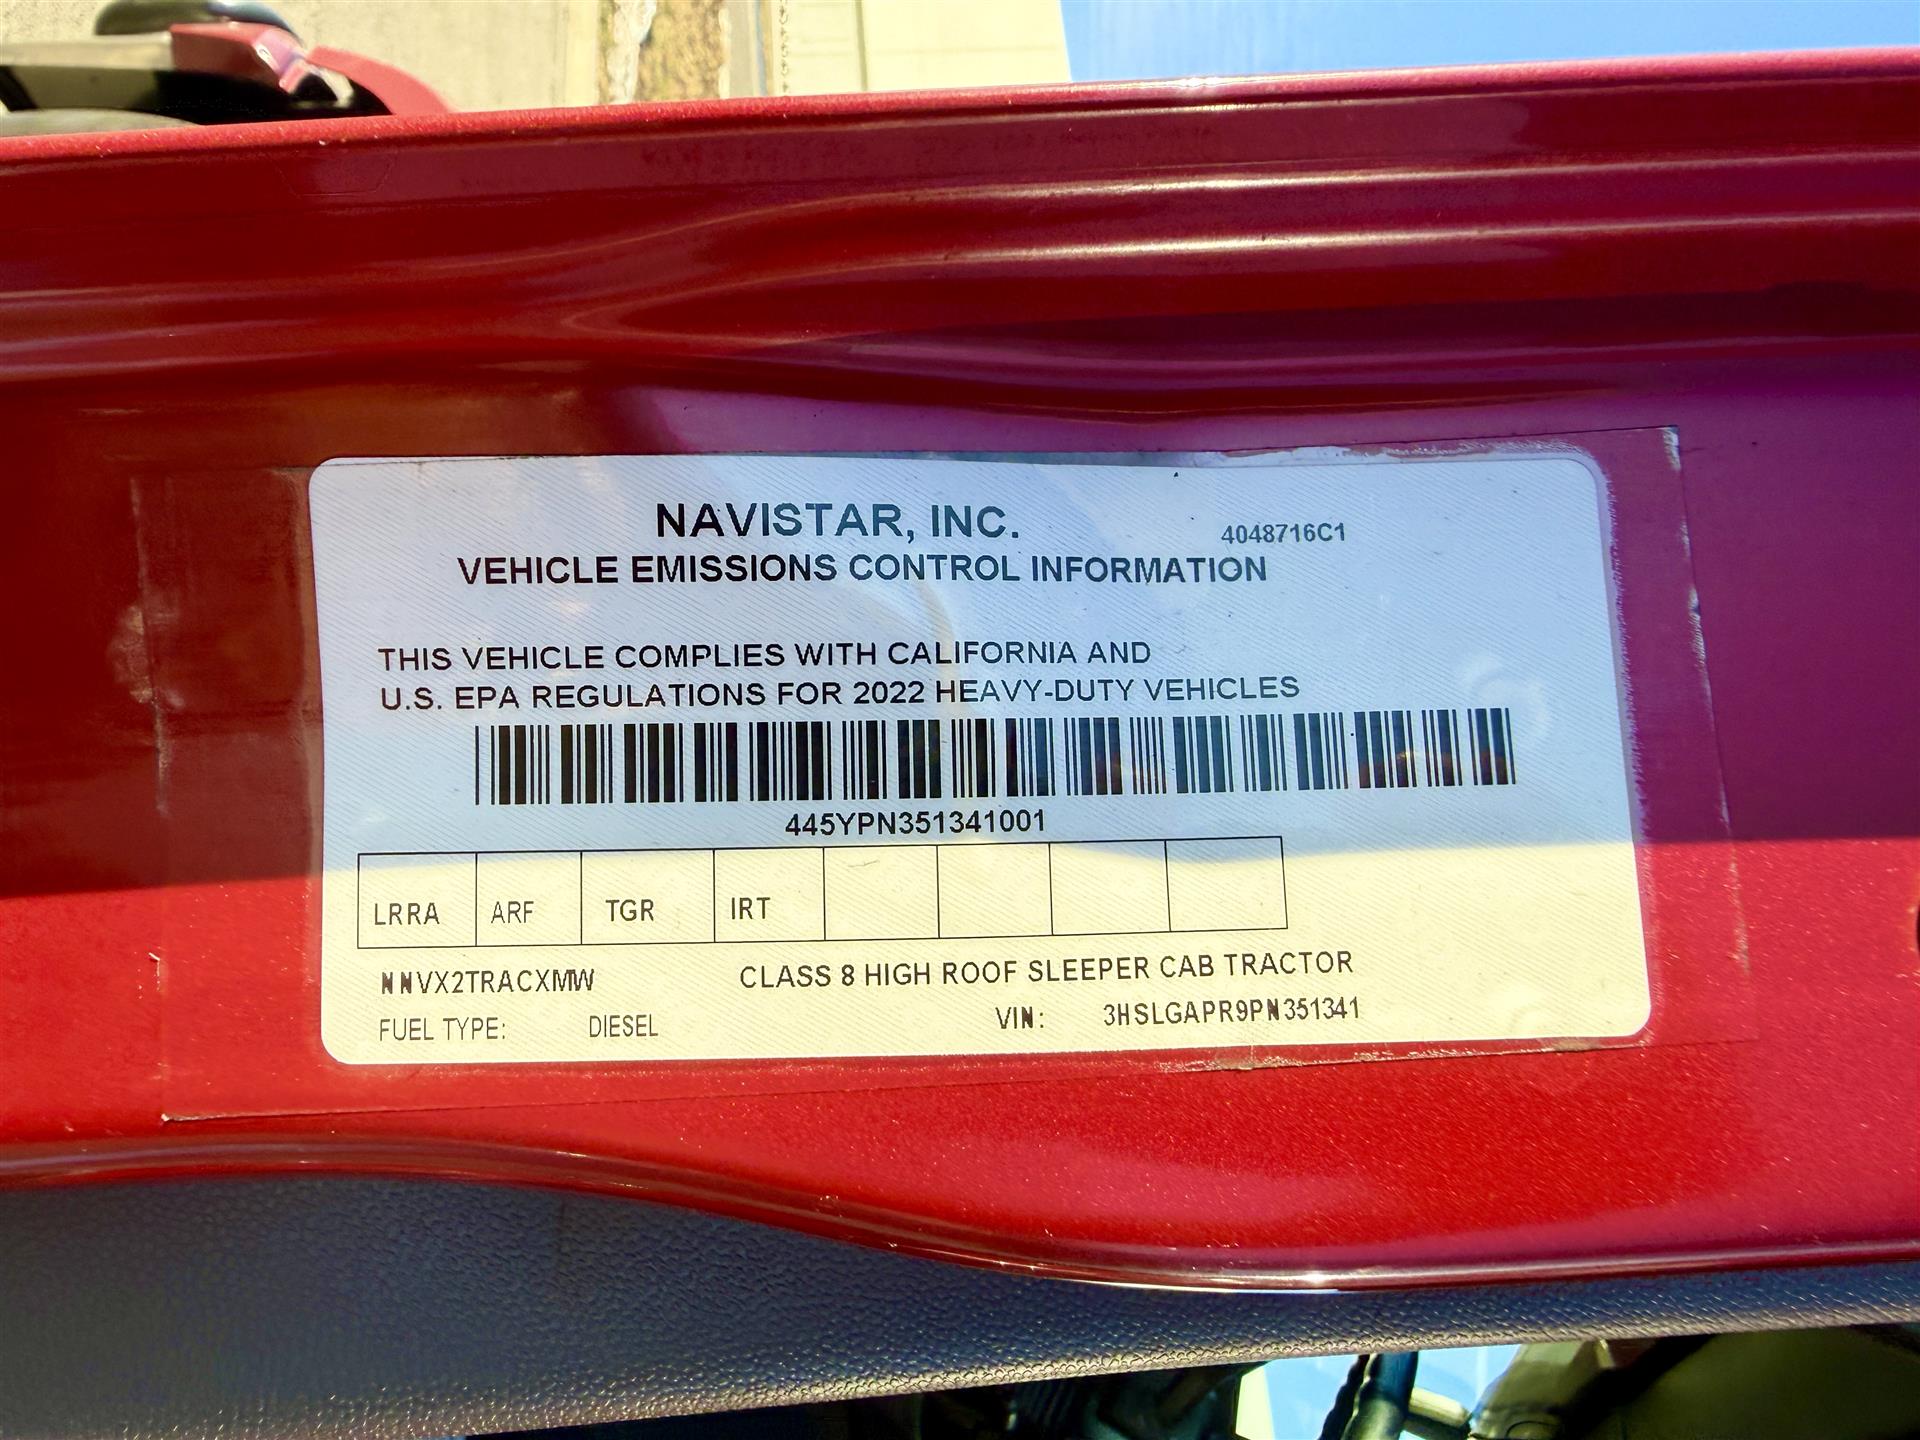 NAVISTAR, INC.
4048716C1
VEHICLE EMISSIONS CONTROL INFORMATION
THIS VEHICLE COMPLIES WITH CALIFORNIA AND
U.S. EPA REGULATIONS FOR 2022 HEAVY-DUTY VEHICLES
445YPN351341001
LRRA ARF TGR IRT
NNVX2TRACXMW CLASS 8 HIGH ROOF SLEEPER CAB TRACTOR
FUEL TYPE: DIESEL VIN: 3HSLGAPR9PN351341